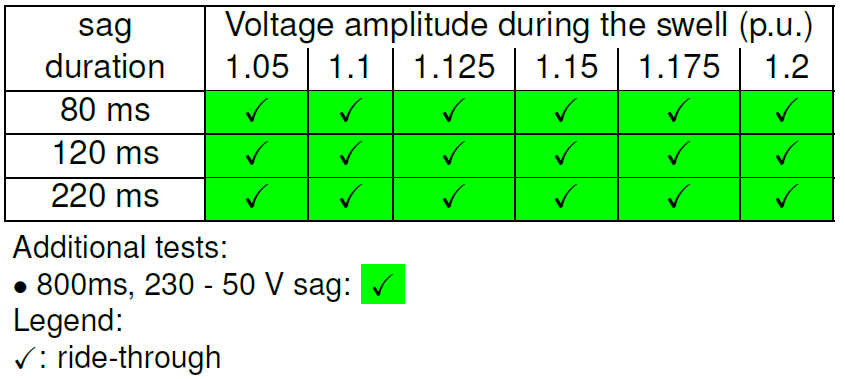 sag Voltage amplitude during the swell (p.u.)
duration 1.05 1.1 1.125 1.15 1.175 1.2
80 ms ✓ ✓ ✓ ✓ ✓ ✓
120 ms ✓ ✓ ✓ ✓ ✓ ✓
220 ms ✓ ✓ ✓ ✓ ✓ ✓
Additional tests:
• 800ms, 230 - 50 V sag: ✓
Legend:
✓: ride-through